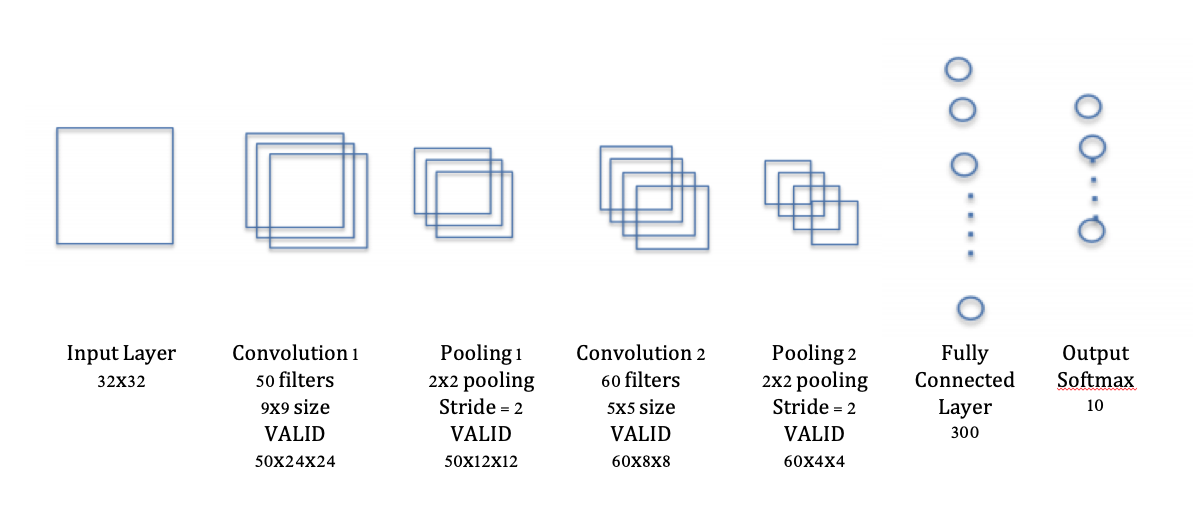 Input Layer
32x32
Convolution 1
50 filters
9x9 size
VALID
50x24x24
Pooling 1
2x2 pooling
Stride = 2
VALID
50x12x12
Convolution 2
60 filters
5x5 size
VALID
60x8x8
Pooling 2
2x2 pooling
Stride = 2
VALID
60x4x4
Fully
Connected
Layer
300
Output
Softmax
10